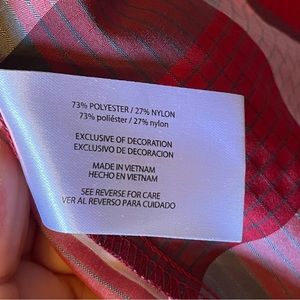 73% POLYESTER / 27% NYLON
73% poliéster / 27% nylon
EXCLUSIVE OF DECORATION
EXCLUSIVO DE DECORACION
MADE IN VIETNAM
HECHO EN VIETNAM
SEE REVERSE FOR CARE
VER AL REVERSO PARA CUIDADO